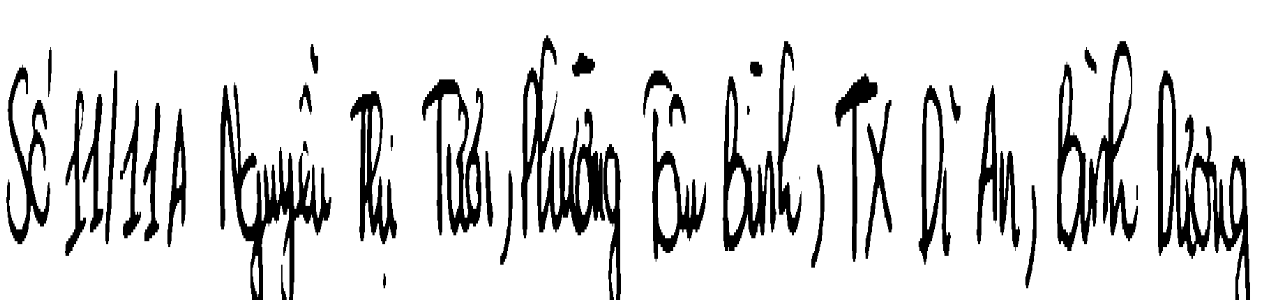 Số 11/11A Nguyễn Thị Tươi, Phường Tân Bình, TX Dĩ An, Bình Dương